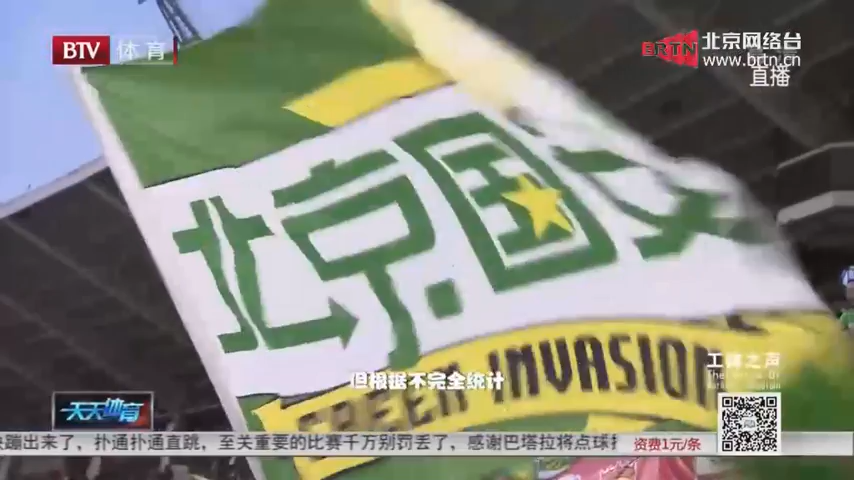 BTV 体育
BRTN 北京网络台
www.brtn.cn
直播
北京国安
GREEN INVASION
但根据不完全统计
工体之声
天天体育
蹦出来了，扑通扑通直跳，至关重要的比赛千万别罚丢了，感谢巴塔拉将点球
资费1元/条